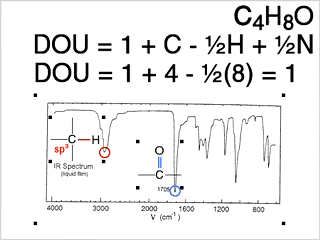 C₄H₈O
DOU = 1 + C - ½H + ½N
DOU = 1 + 4 - ½(8) = 1
C H
sp³
O
C
IR Spectrum
(liquid film)
1705
4000 3000 2000 1600 1200 800
V (cm⁻¹)